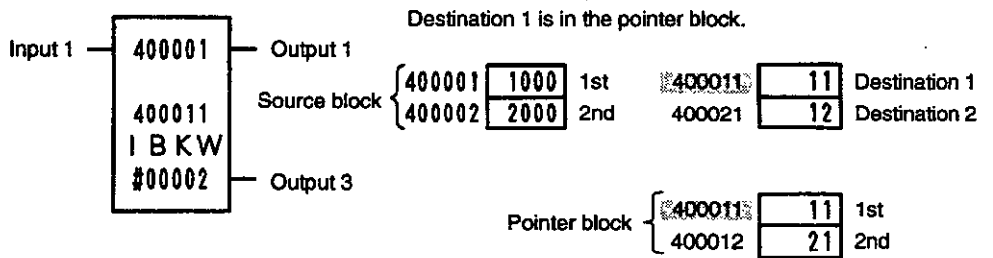 Destination 1 is in the pointer block.
Input 1
400001
400011
IBKW
#00002
Output 1
Output 3
Source block
400001 1000 1st
400002 2000 2nd
400011 11 Destination 1
400021 12 Destination 2
Pointer block
400011 11 1st
400012 21 2nd